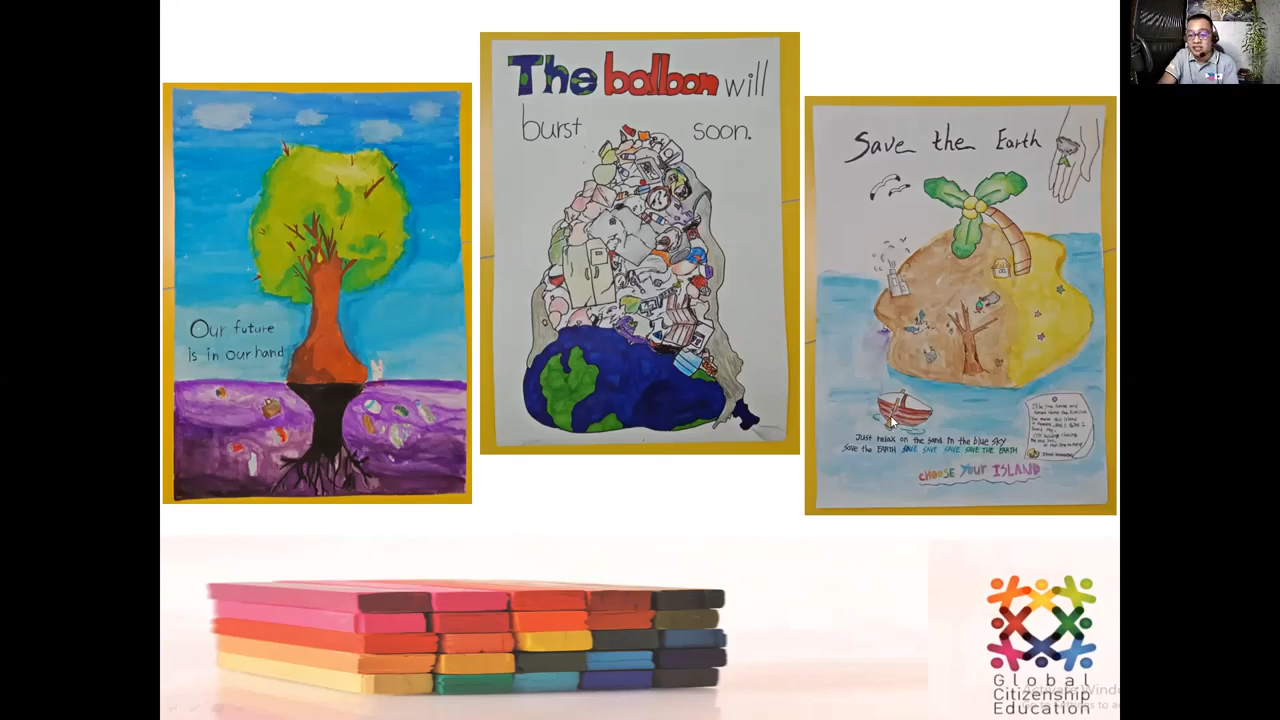 Our future
is in our hand
The balloon will
burst soon.
Save the Earth
Just relax on the sand in the blue sky
Save the EARTH SAVE SAVE SAVE SAVE THE EARTH
CHOOSE YOUR ISLAND
Global
Citizenship
Education